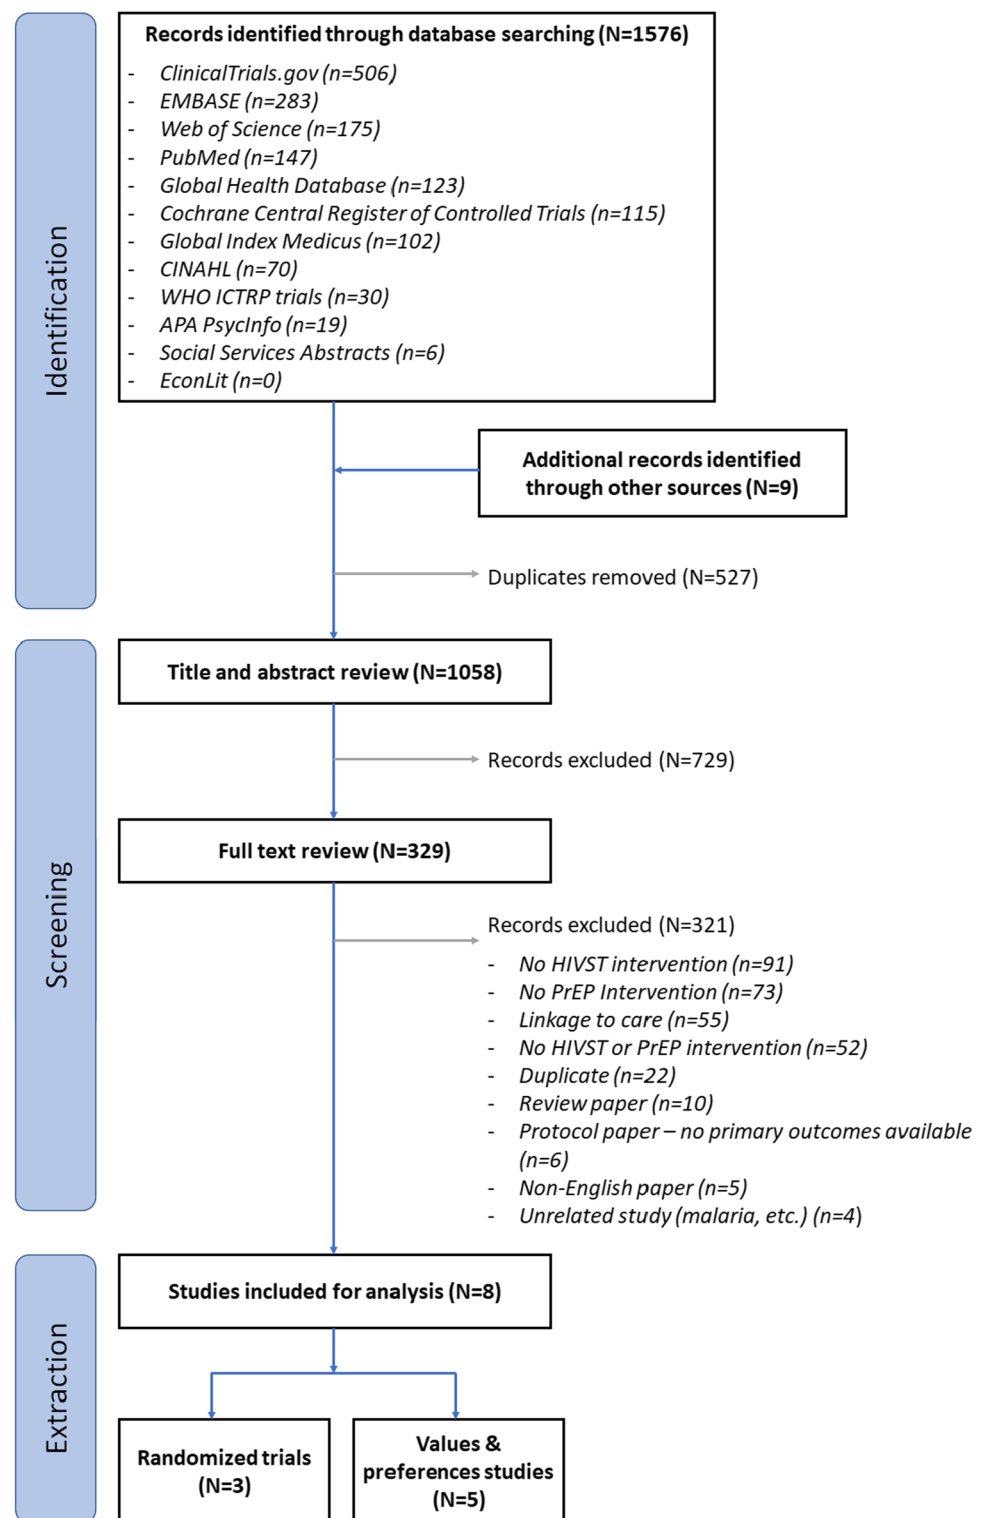 Identification
Records identified through database searching (N=1576)
- ClinicalTrials.gov (n=506)
- EMBASE (n=283)
- Web of Science (n=175)
- PubMed (n=147)
- Global Health Database (n=123)
- Cochrane Central Register of Controlled Trials (n=115)
- Global Index Medicus (n=102)
- CINAHL (n=70)
- WHO ICTRP trials (n=30)
- APA PsycInfo (n=19)
- Social Services Abstracts (n=6)
- EconLit (n=0)
Additional records identified
through other sources (N=9)
Duplicates removed (N=527)
Screening
Title and abstract review (N=1058)
Records excluded (N=729)
Full text review (N=329)
Records excluded (N=321)
- No HIVST intervention (n=91)
- No PrEP Intervention (n=73)
- Linkage to care (n=55)
- No HIVST or PrEP intervention (n=52)
- Duplicate (n=22)
- Review paper (n=10)
- Protocol paper – no primary outcomes available
(n=6)
- Non-English paper (n=5)
- Unrelated study (malaria, etc.) (n=4)
Extraction
Studies included for analysis (N=8)
Randomized trials
(N=3)
Values &
preferences studies
(N=5)